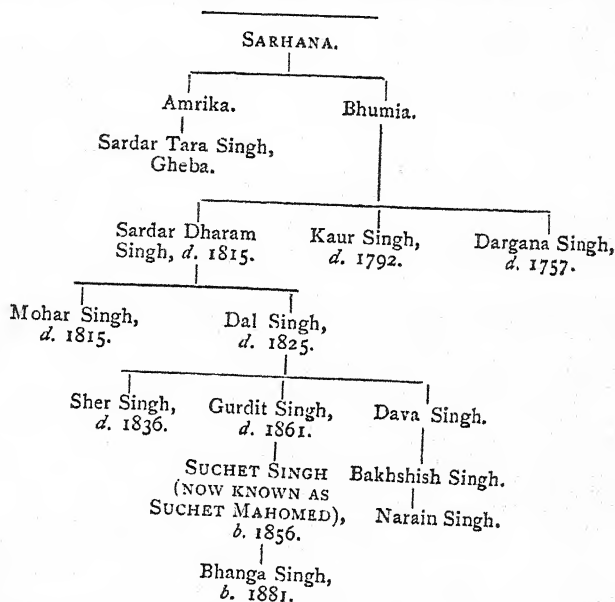 SARHANA.
Amrika. Bhumia.
Sardar Tara Singh,
Gheba.
Sardar Dharam
Singh, d. 1815.
Kaur Singh,
d. 1792.
Dargana Singh,
d. 1757.
Mohar Singh,
d. 1815.
Dal Singh,
d. 1825.
Sher Singh,
d. 1836.
Gurdit Singh,
d. 1861.
Dava Singh.
SUCHET SINGH
(NOW KNOWN AS
SUCHET MAHOMED),
b. 1856.
Bakhshish Singh.
Narain Singh.
Bhanga Singh,
b. 1881.